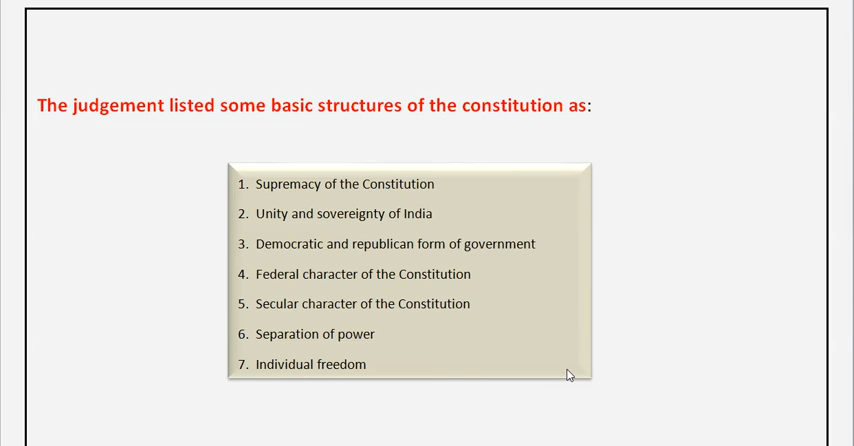 The judgement listed some basic structures of the constitution as:
1. Supremacy of the Constitution
2. Unity and sovereignty of India
3. Democratic and republican form of government
4. Federal character of the Constitution
5. Secular character of the Constitution
6. Separation of power
7. Individual freedom